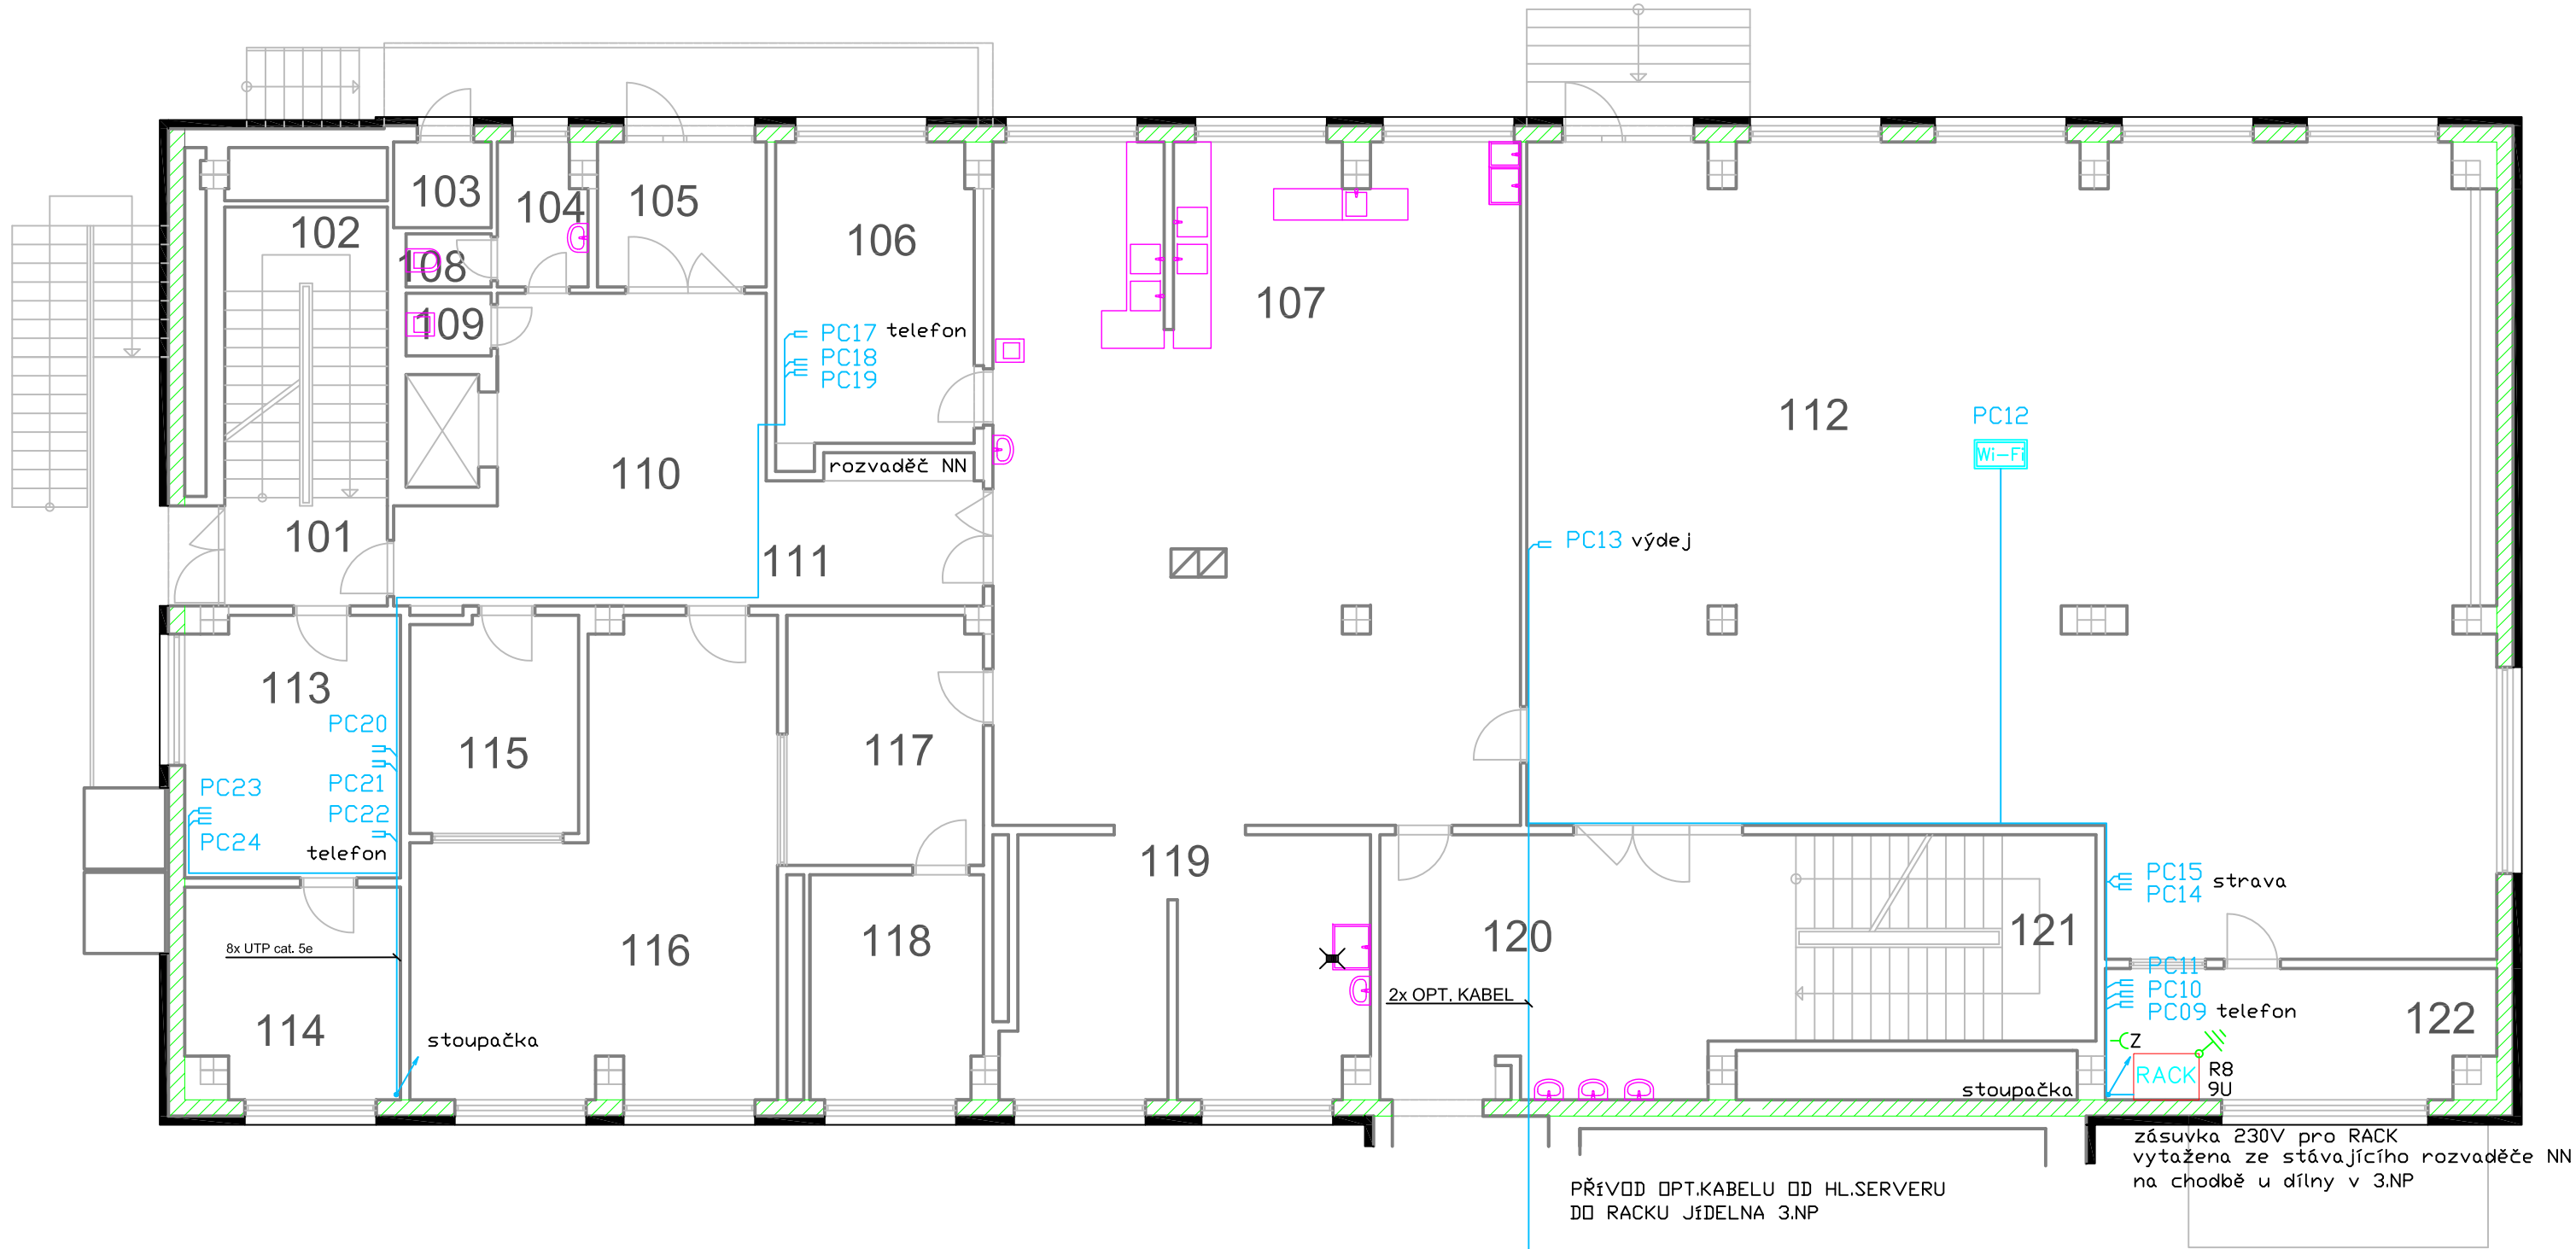 103
104
105
102
106
108
107
109
PC17 telefon
PC18
PC19
112
PC12
Wi-Fi
110
rozvaděč NN
101
111
PC13 výdej
113
PC20
115
117
PC23
PC21
PC22
PC24
telefon
119
PC15
PC14
strava
8x UTP cat. 5e
116
118
120
121
PC11
PC10
PC09
telefon
2x OPT. KABEL
122
114
stoupačka
Z
RACK
R8
9U
stoupačka
zásuvka 230V pro RACK
vytažena ze stávajícího rozvaděče NN
na chodbě u dílny v 3.NP
PŘÍVOD OPT.KABELU OD HL.SERVERU
DO RACKU JÍDELNA 3.NP